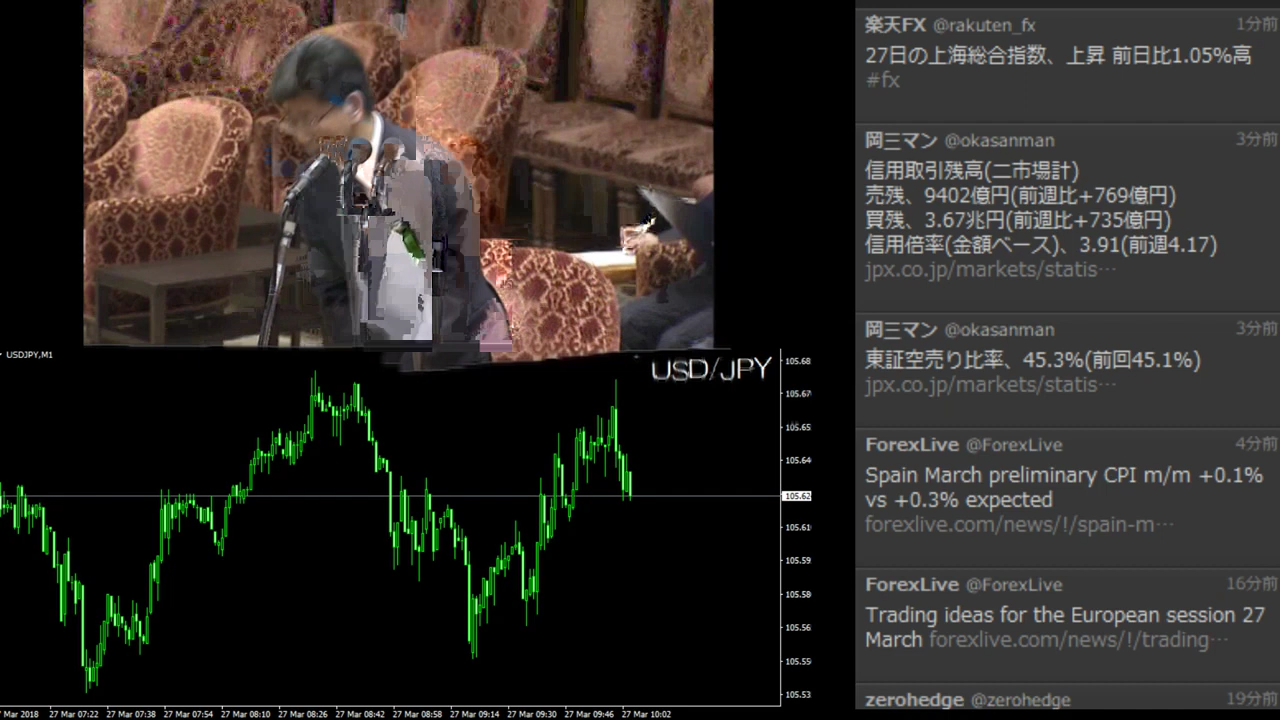 USDJPY,M1
USD/JPY
105.68
105.67
105.65
105.64
105.62
105.61
105.59
105.58
105.56
105.55
105.53
Mar 2018 27 Mar 07:22 27 Mar 07:38 27 Mar 07:54 27 Mar 08:10 27 Mar 08:26 27 Mar 08:42 27 Mar 08:58 27 Mar 09:14 27 Mar 09:30 27 Mar 09:46 27 Mar 10:02
楽天FX @rakuten_fx 1分前
27日の上海総合指数、上昇 前日比1.05%高
#fx
岡三マン @okasanman 3分前
信用取引残高(二市場計)
売残、9402億円(前週比+769億円)
買残、3.67兆円(前週比+735億円)
信用倍率(金額ベース)、3.91(前週4.17)
jpx.co.jp/markets/statis…
岡三マン @okasanman 3分前
東証空売り比率、45.3%(前回45.1%)
jpx.co.jp/markets/statis…
ForexLive @ForexLive 4分前
Spain March preliminary CPI m/m +0.1%
vs +0.3% expected
forexlive.com/news/!/spain-m…
ForexLive @ForexLive 16分前
Trading ideas for the European session 27
March forexlive.com/news/!/trading…
zerohedge @zerohedge 19分前